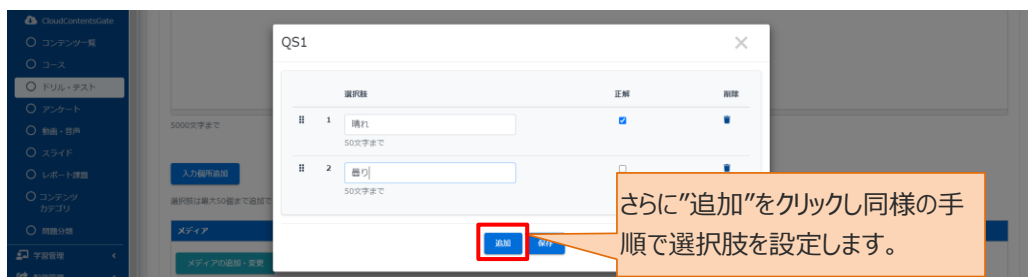 CloudContentsGate
コンテンツ一覧
コース
ドリル・テスト
アンケート
動画・音声
スライド
レポート課題
コンテンツ
カテゴリ
問題分類
学習管理
5000文字まで
入力個所追加
選択肢は最大50個まで追加で
メディア
メディアの追加・変更
QS1
選択肢 正解 削除
1 晴れ
50文字まで
2 曇り
50文字まで
追加 保存
さらに”追加”をクリックし同様の手
順で選択肢を設定します。